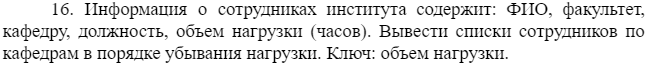 16. Информация о сотрудниках института содержит: ФИО, факультет,
кафедру, должность, объем нагрузки (часов). Вывести списки сотрудников по
кафедрам в порядке убывания нагрузки. Ключ: объем нагрузки.